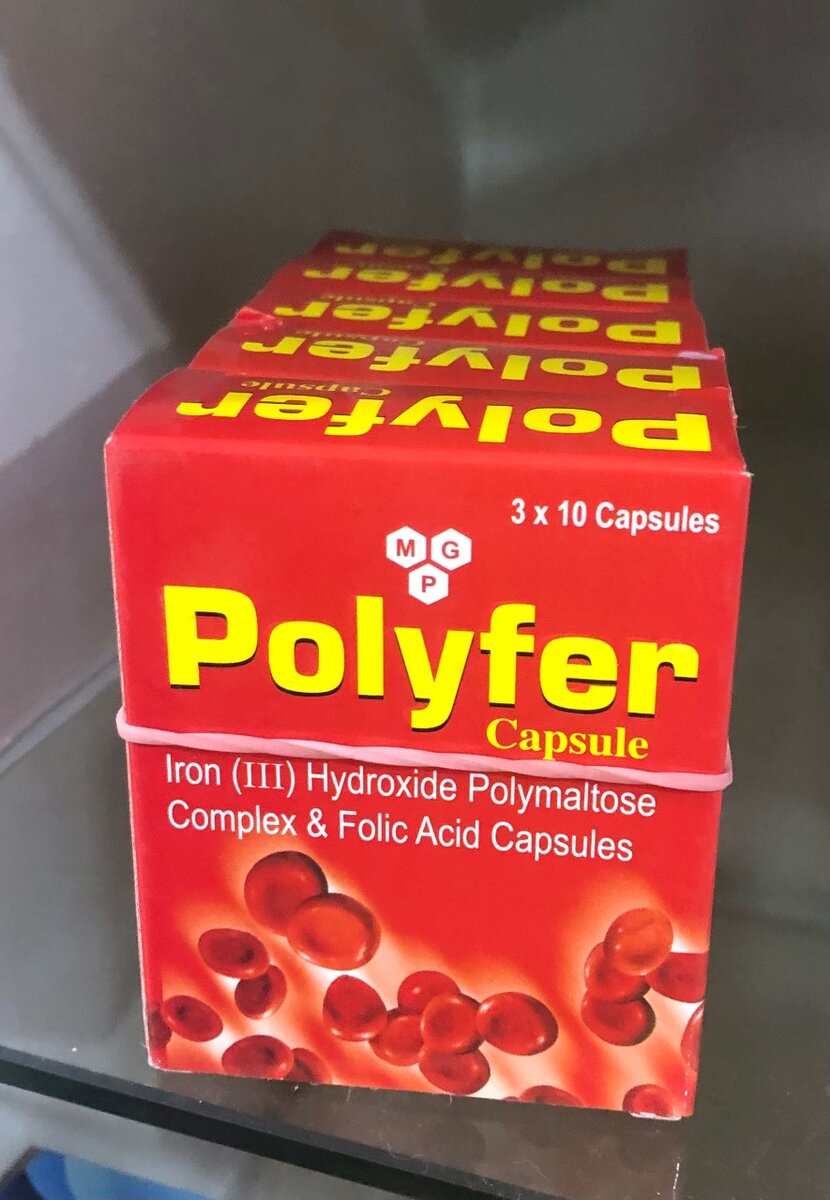 Polyfer
Polyfer
Polyfer
Capsule
Polyfer
Capsule
Polyfer
Capsule
3 x 10 Capsules
M G
P
Polyfer
Capsule
Iron (III) Hydroxide Polymaltose
Complex & Folic Acid Capsules